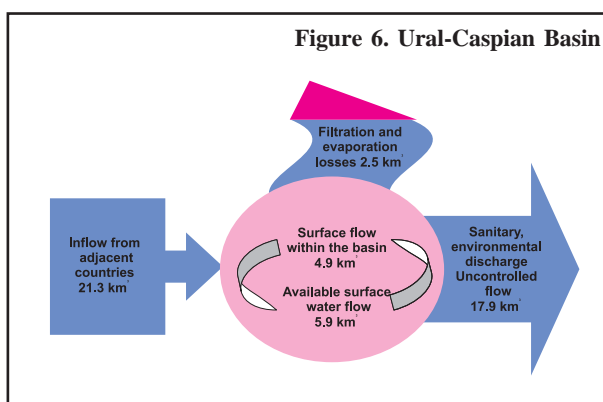 Figure 6. Ural-Caspian Basin
Filtration and
evaporation
losses 2.5 km³
Inflow from
adjacent
countries
21.3 km³
Surface flow
within the basin
4.9 km³
Available surface
water flow
5.9 km³
Sanitary,
environmental
discharge
Uncontrolled
flow
17.9 km³